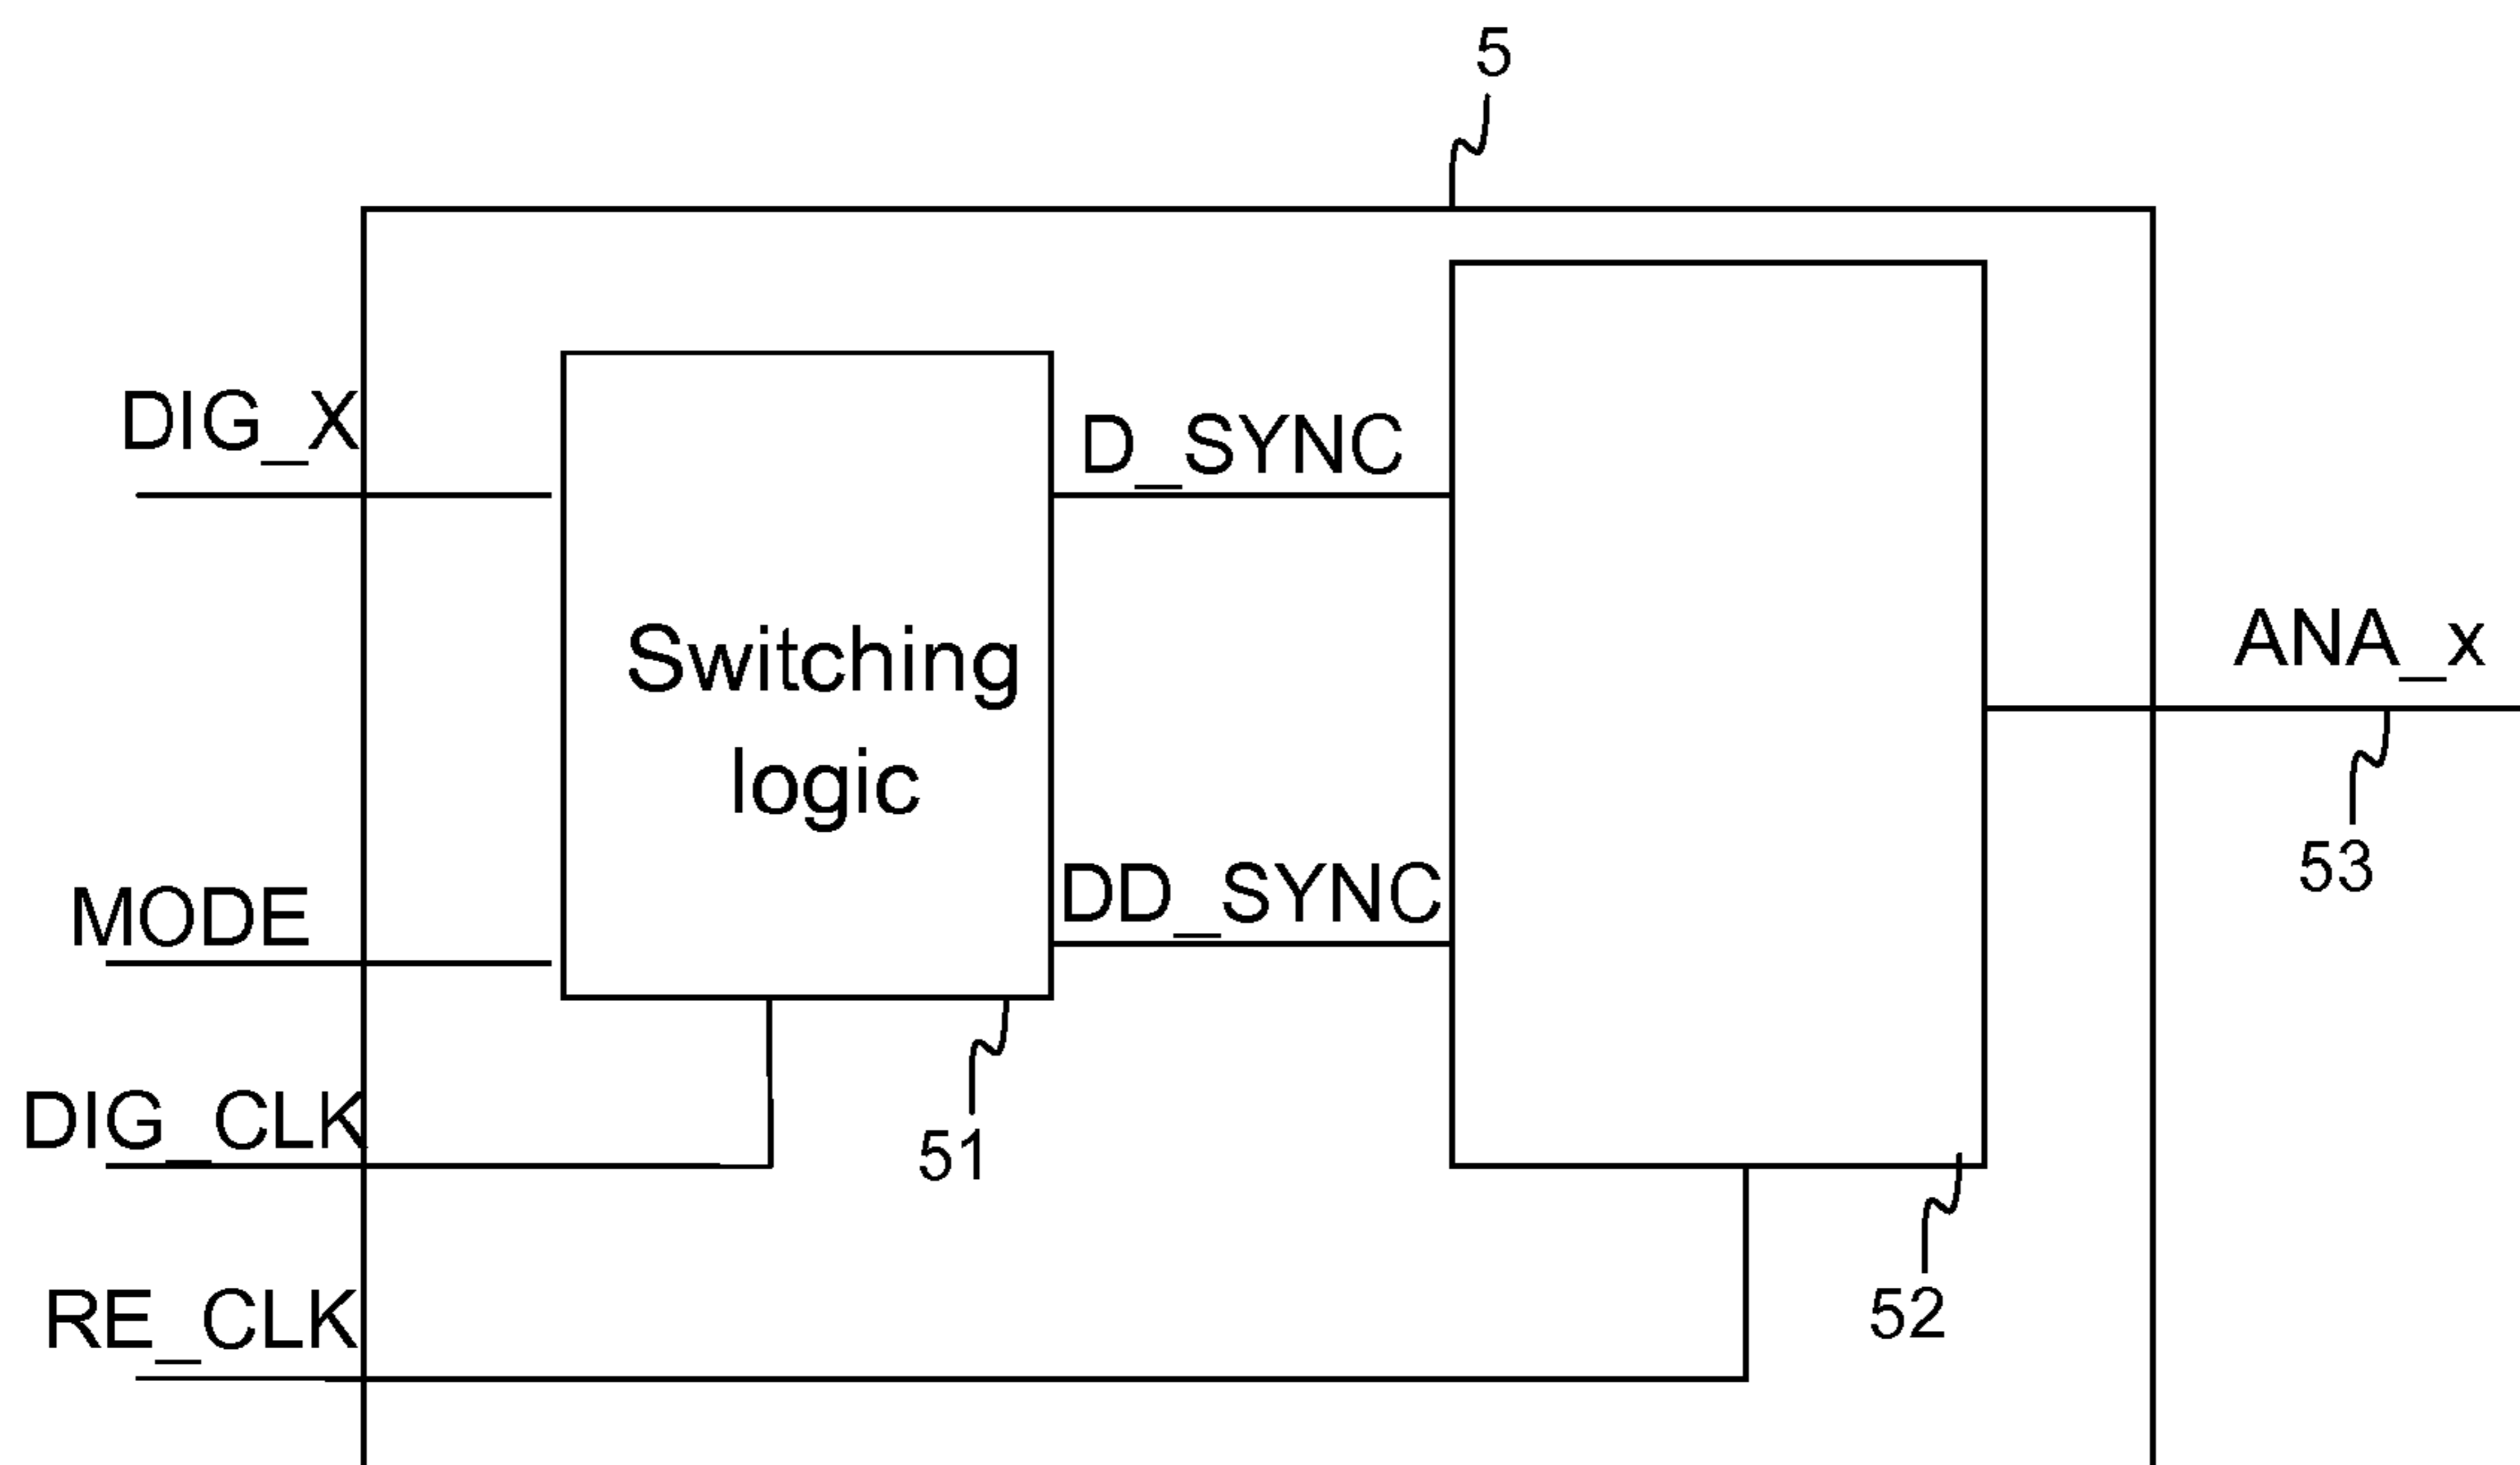 5
DIG_X
D_SYNC
Switching
logic
ANA_x
53
DD_SYNC
MODE
DIG_CLK
51
RE_CLK
52